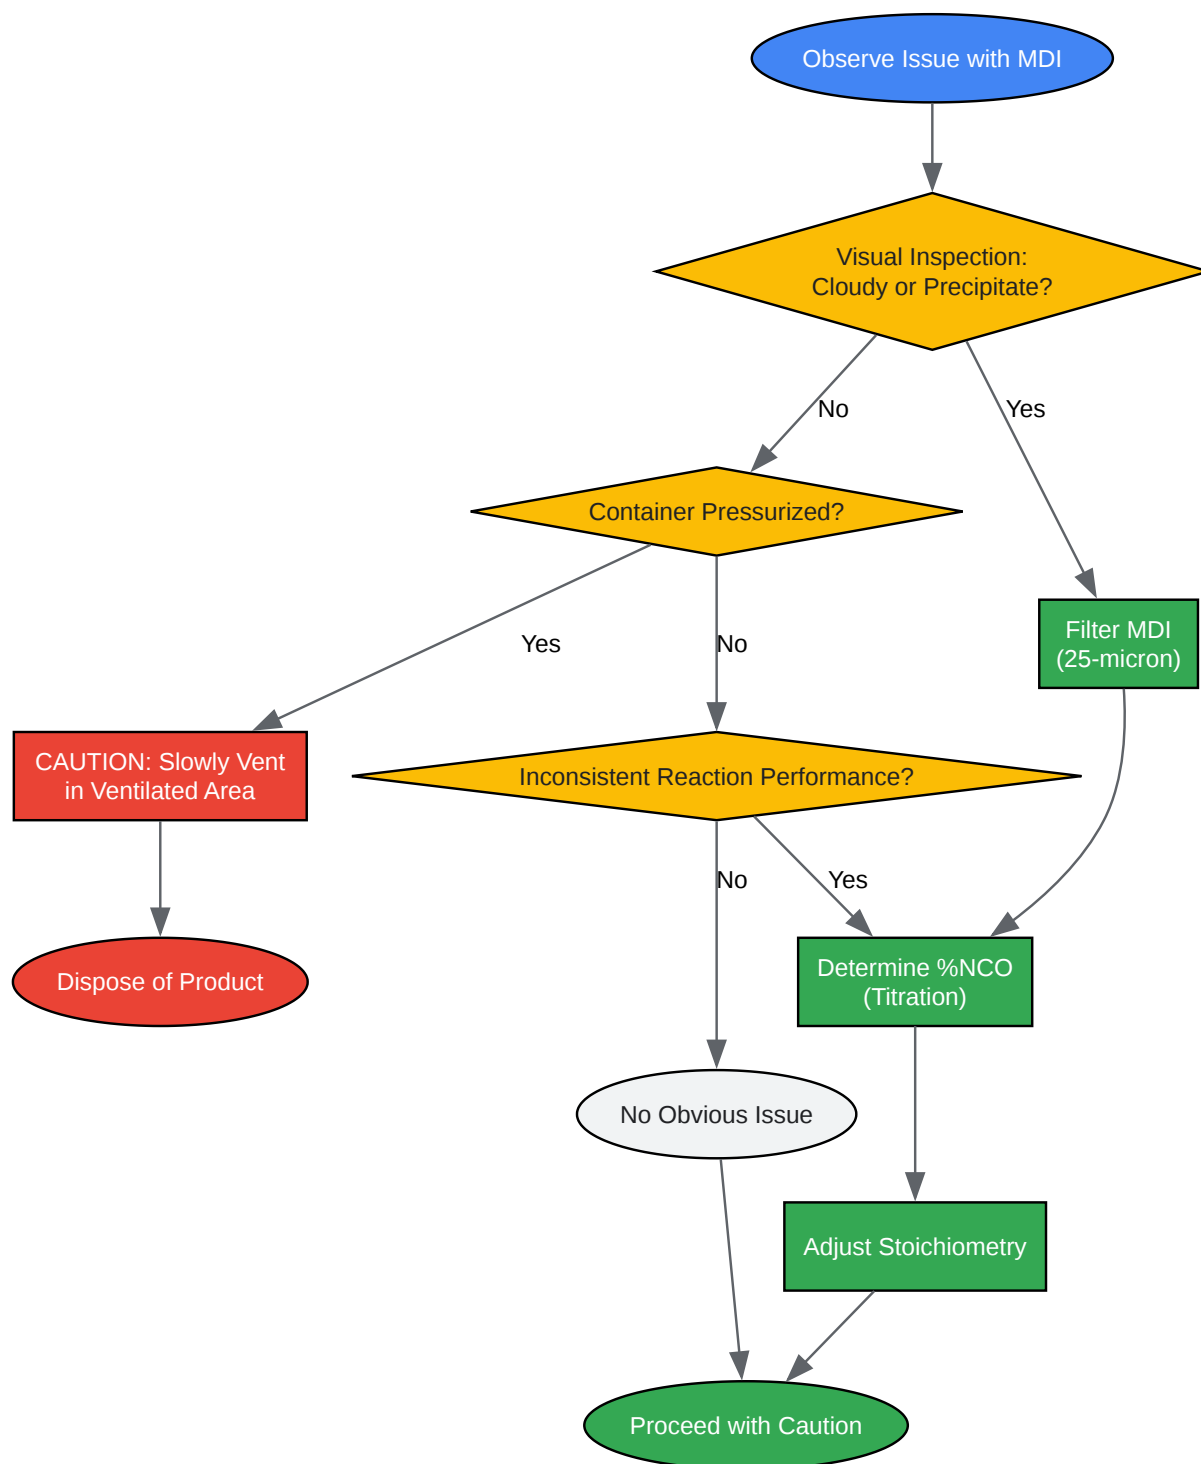 Observe Issue with MDI
Visual Inspection:
Cloudy or Precipitate?
No
Yes
Container Pressurized?
Yes
No
Filter MDI
(25-micron)
CAUTION: Slowly Vent
in Ventilated Area
Inconsistent Reaction Performance?
No
Yes
Dispose of Product
Determine %NCO
(Titration)
No Obvious Issue
Adjust Stoichiometry
Proceed with Caution